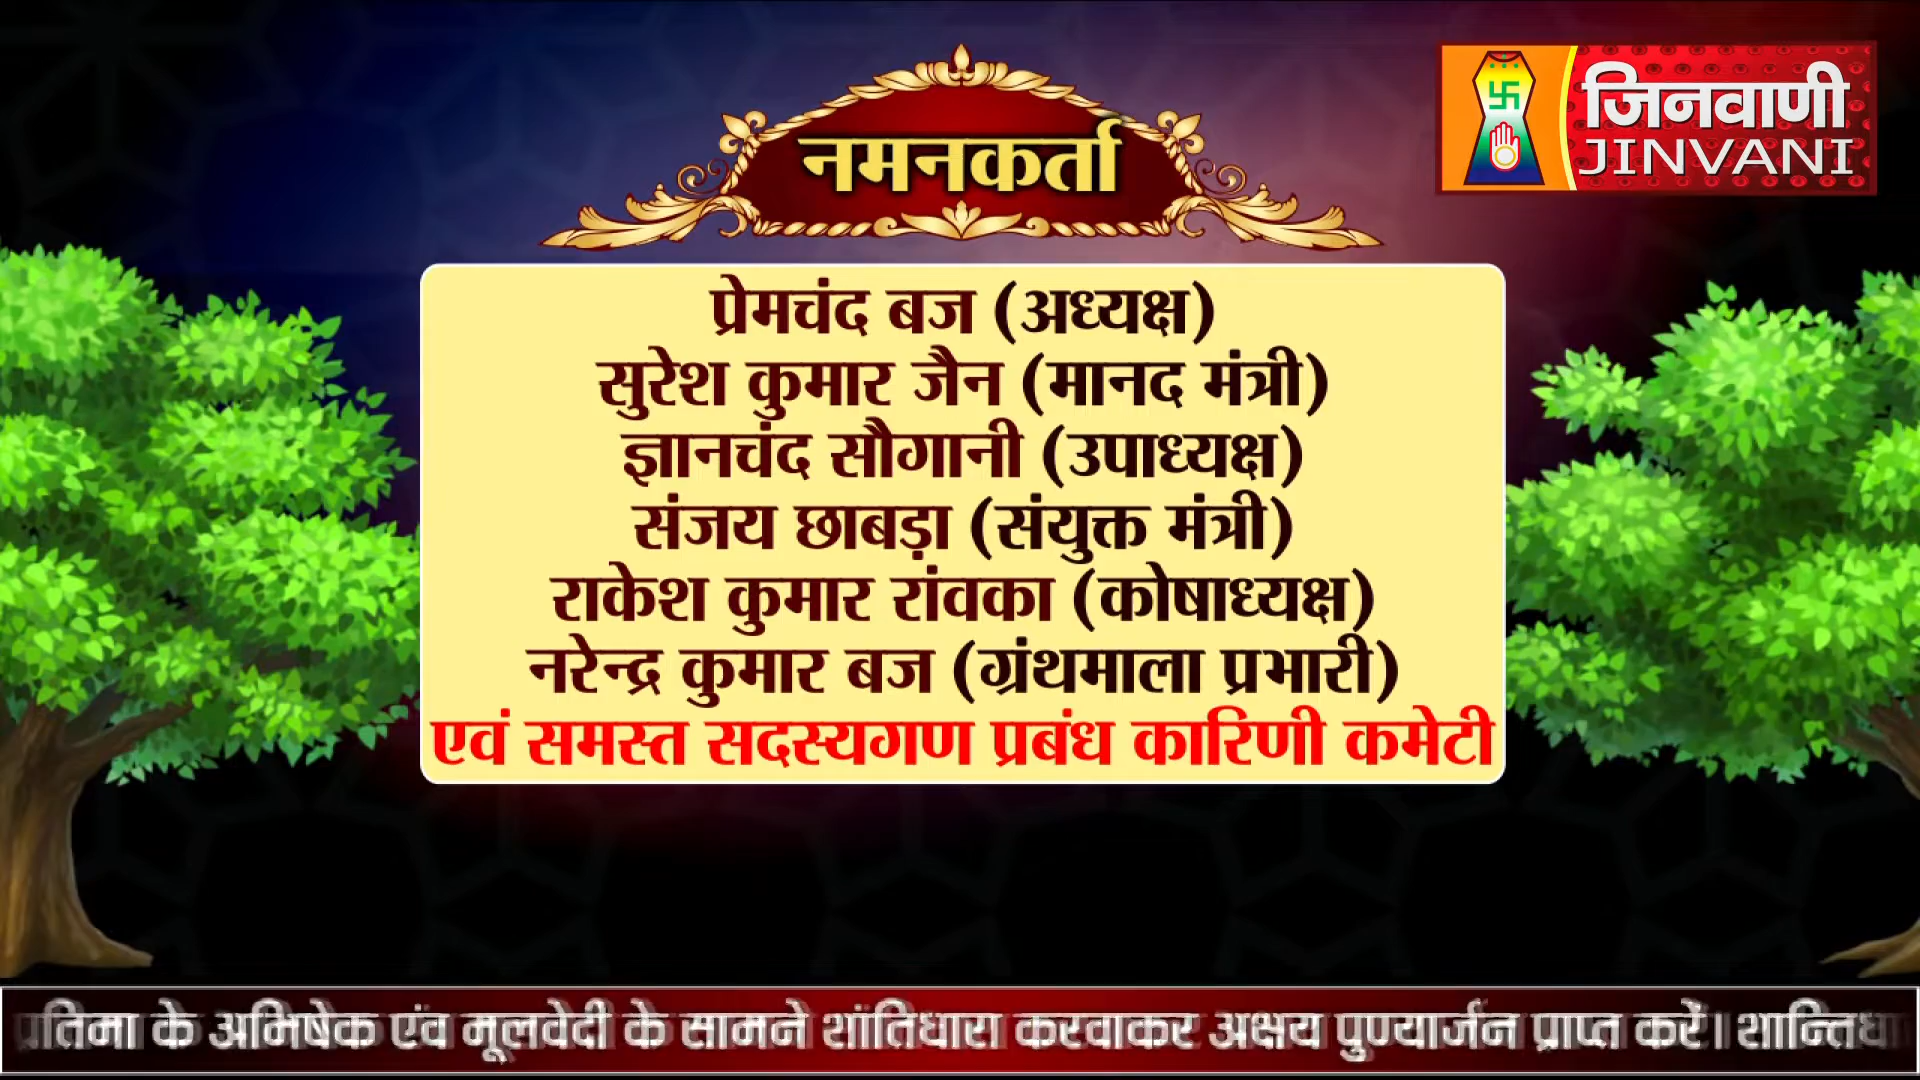 नमनकर्ता
जिनवाणी
JINVANI
प्रेमचंद बज (अध्यक्ष)
सुरेश कुमार जैन (मानद मंत्री)
ज्ञानचंद सौगानी (उपाध्यक्ष)
संजय छाबड़ा (संयुक्त मंत्री)
राकेश कुमार रांवका (कोषाध्यक्ष)
नरेन्द्र कुमार बज (ग्रंथमाला प्रभारी)
एवं समस्त सदस्यगण प्रबंध कारिणी कमेटी
प्रतिमा के अभिषेक एंव मूलवेदी के सामने शांतिधारा करवाकर अक्षय पुण्यार्जन प्राप्त करें। शान्तिधा